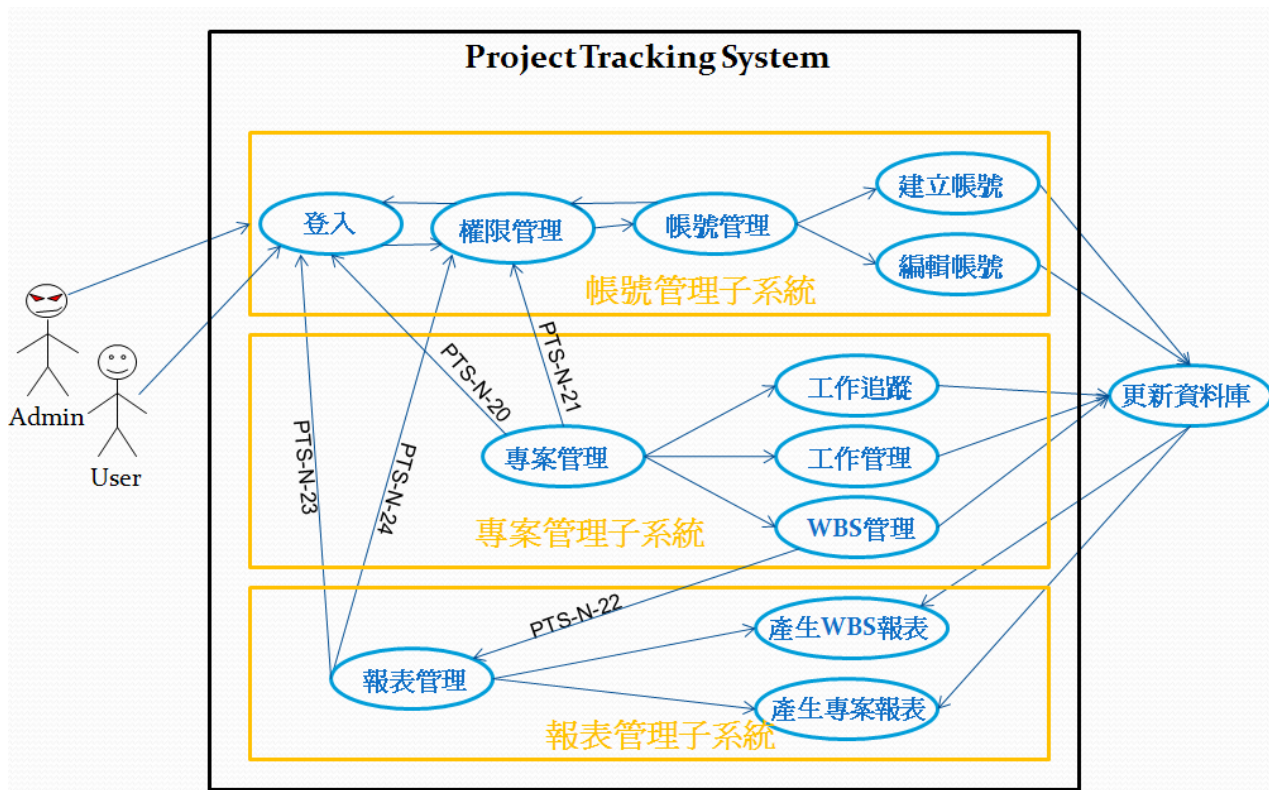 Project Tracking System
建立帳號
登入
權限管理
帳號管理
編輯帳號
帳號管理子系統
Admin
User
PTS-N-20
PTS-N-21
PTS-N-23
PTS-N-24
工作追蹤
更新資料庫
專案管理
工作管理
WBS管理
專案管理子系統
PTS-N-22
產生WBS報表
報表管理
產生專案報表
報表管理子系統